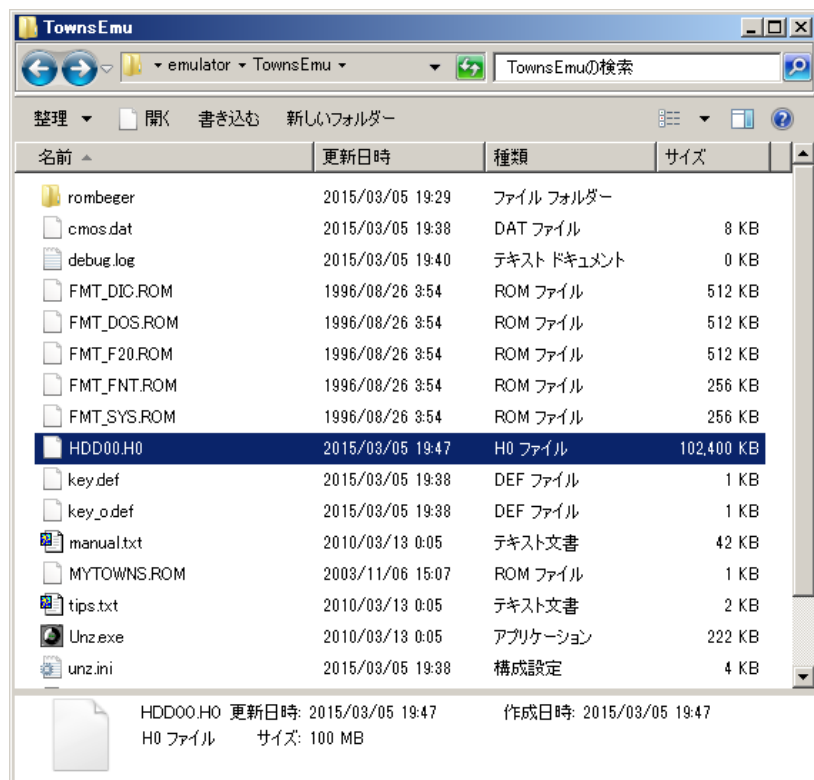 TownsEmu
emulator TownsEmu TownsEmuの検索
整理 開く 書き込む 新しいフォルダー
名前 更新日時 種類 サイズ
rombeger 2015/03/05 19:29 ファイル フォルダー
cmos.dat 2015/03/05 19:38 DAT ファイル 8 KB
debug.log 2015/03/05 19:40 テキスト ドキュメント 0 KB
FMT_DIC.ROM 1996/08/26 3:54 ROM ファイル 512 KB
FMT_DOS.ROM 1996/08/26 3:54 ROM ファイル 512 KB
FMT_F20.ROM 1996/08/26 3:54 ROM ファイル 512 KB
FMT_FNT.ROM 1996/08/26 3:54 ROM ファイル 256 KB
FMT_SYS.ROM 1996/08/26 3:54 ROM ファイル 256 KB
HDD00.H0 2015/03/05 19:47 H0 ファイル 102,400 KB
key.def 2015/03/05 19:38 DEF ファイル 1 KB
key_o.def 2015/03/05 19:38 DEF ファイル 1 KB
manual.txt 2010/03/13 0:05 テキスト文書 42 KB
MYTOWNS.ROM 2003/11/06 15:07 ROM ファイル 1 KB
tips.txt 2010/03/13 0:05 テキスト文書 2 KB
Unz.exe 2010/03/13 0:05 アプリケーション 222 KB
unz.ini 2015/03/05 19:38 構成設定 4 KB
HDD00.H0 更新日時: 2015/03/05 19:47 作成日時: 2015/03/05 19:47
H0 ファイル サイズ: 100 MB